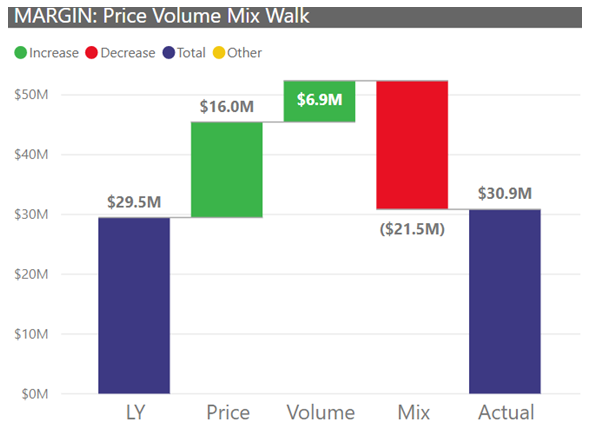 MARGIN: Price Volume Mix Walk
Increase Decrease Total Other
$50M
$40M
$30M
$20M
$10M
$0M
$29.5M
$16.0M
$6.9M
($21.5M)
$30.9M
LY Price Volume Mix Actual